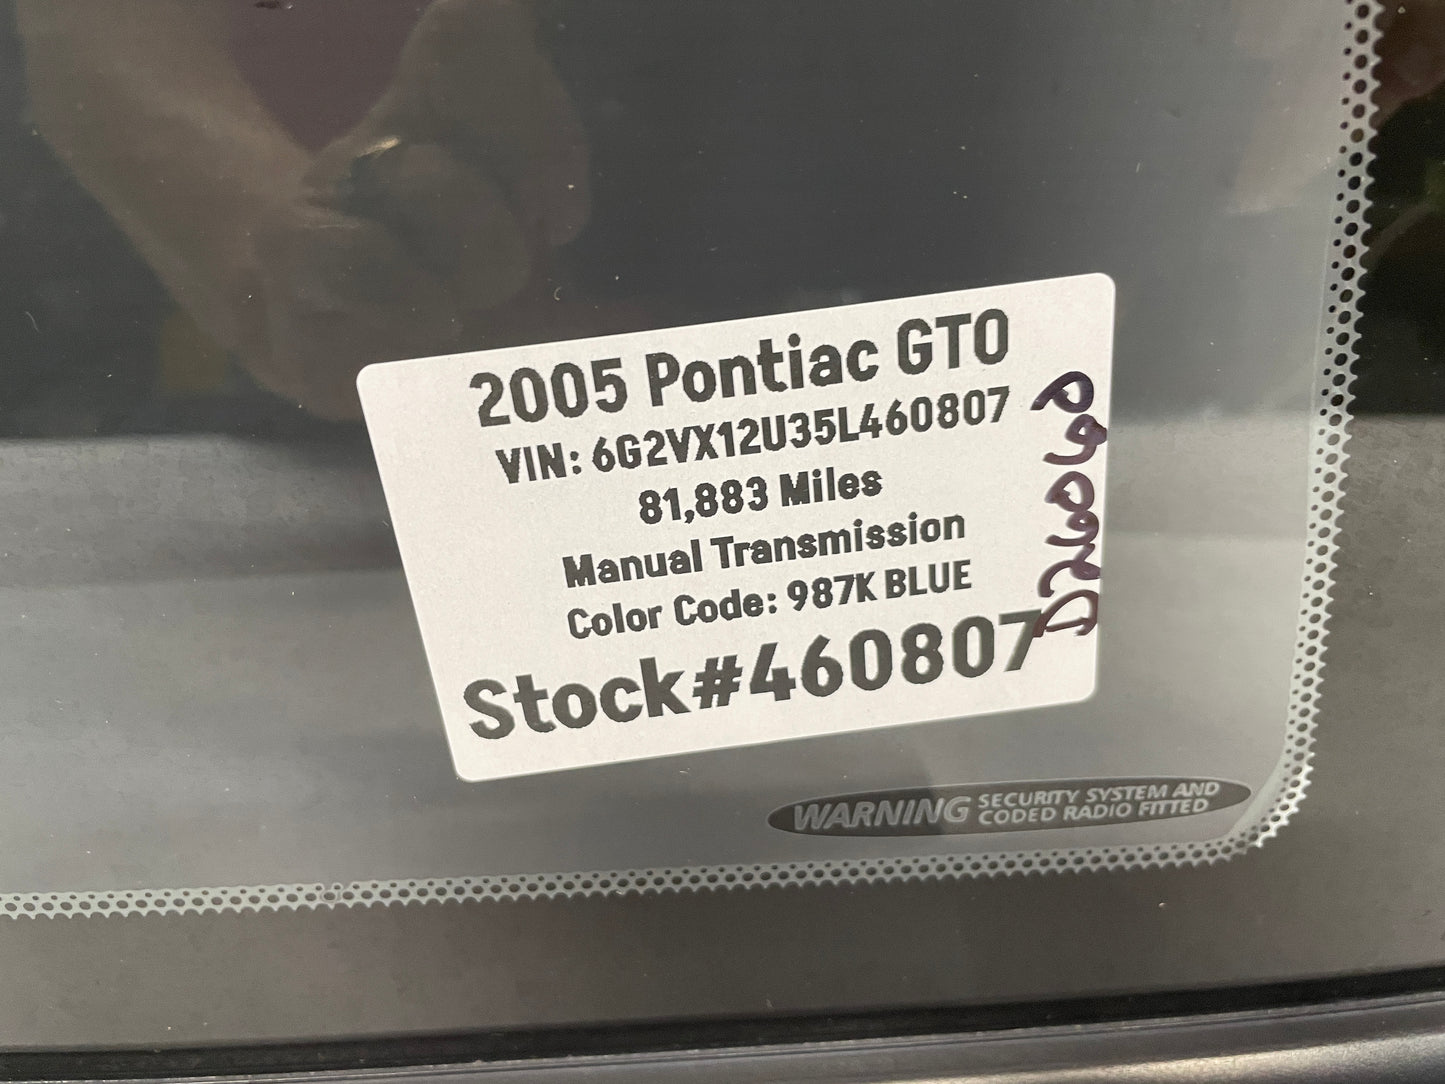 2005 Pontiac GTO
VIN: 6G2VX12U35L460807
81,883 Miles
Manual Transmission
Color Code: 987K BLUE
Stock#460807
D26060
WARNING SECURITY SYSTEM AND
CODED RADIO FITTED